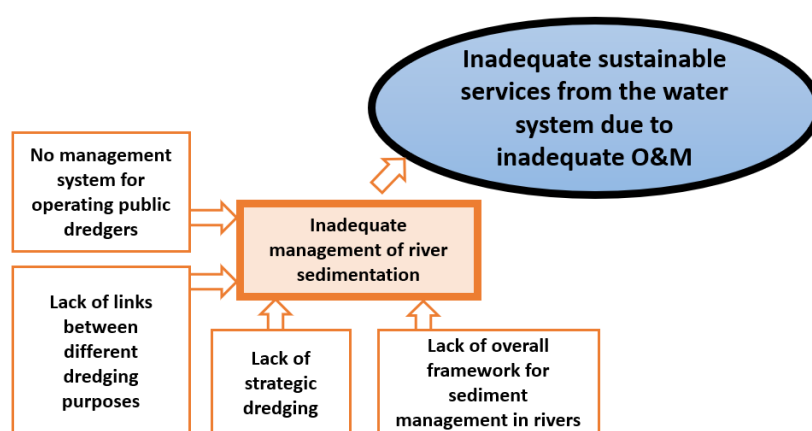 Inadequate sustainable
services from the water
system due to
inadequate O&M
No management
system for
operating public
dredgers
Inadequate
management of river
sedimentation
Lack of links
between
different
dredging
purposes
Lack of
strategic
dredging
Lack of overall
framework for
sediment
management in rivers